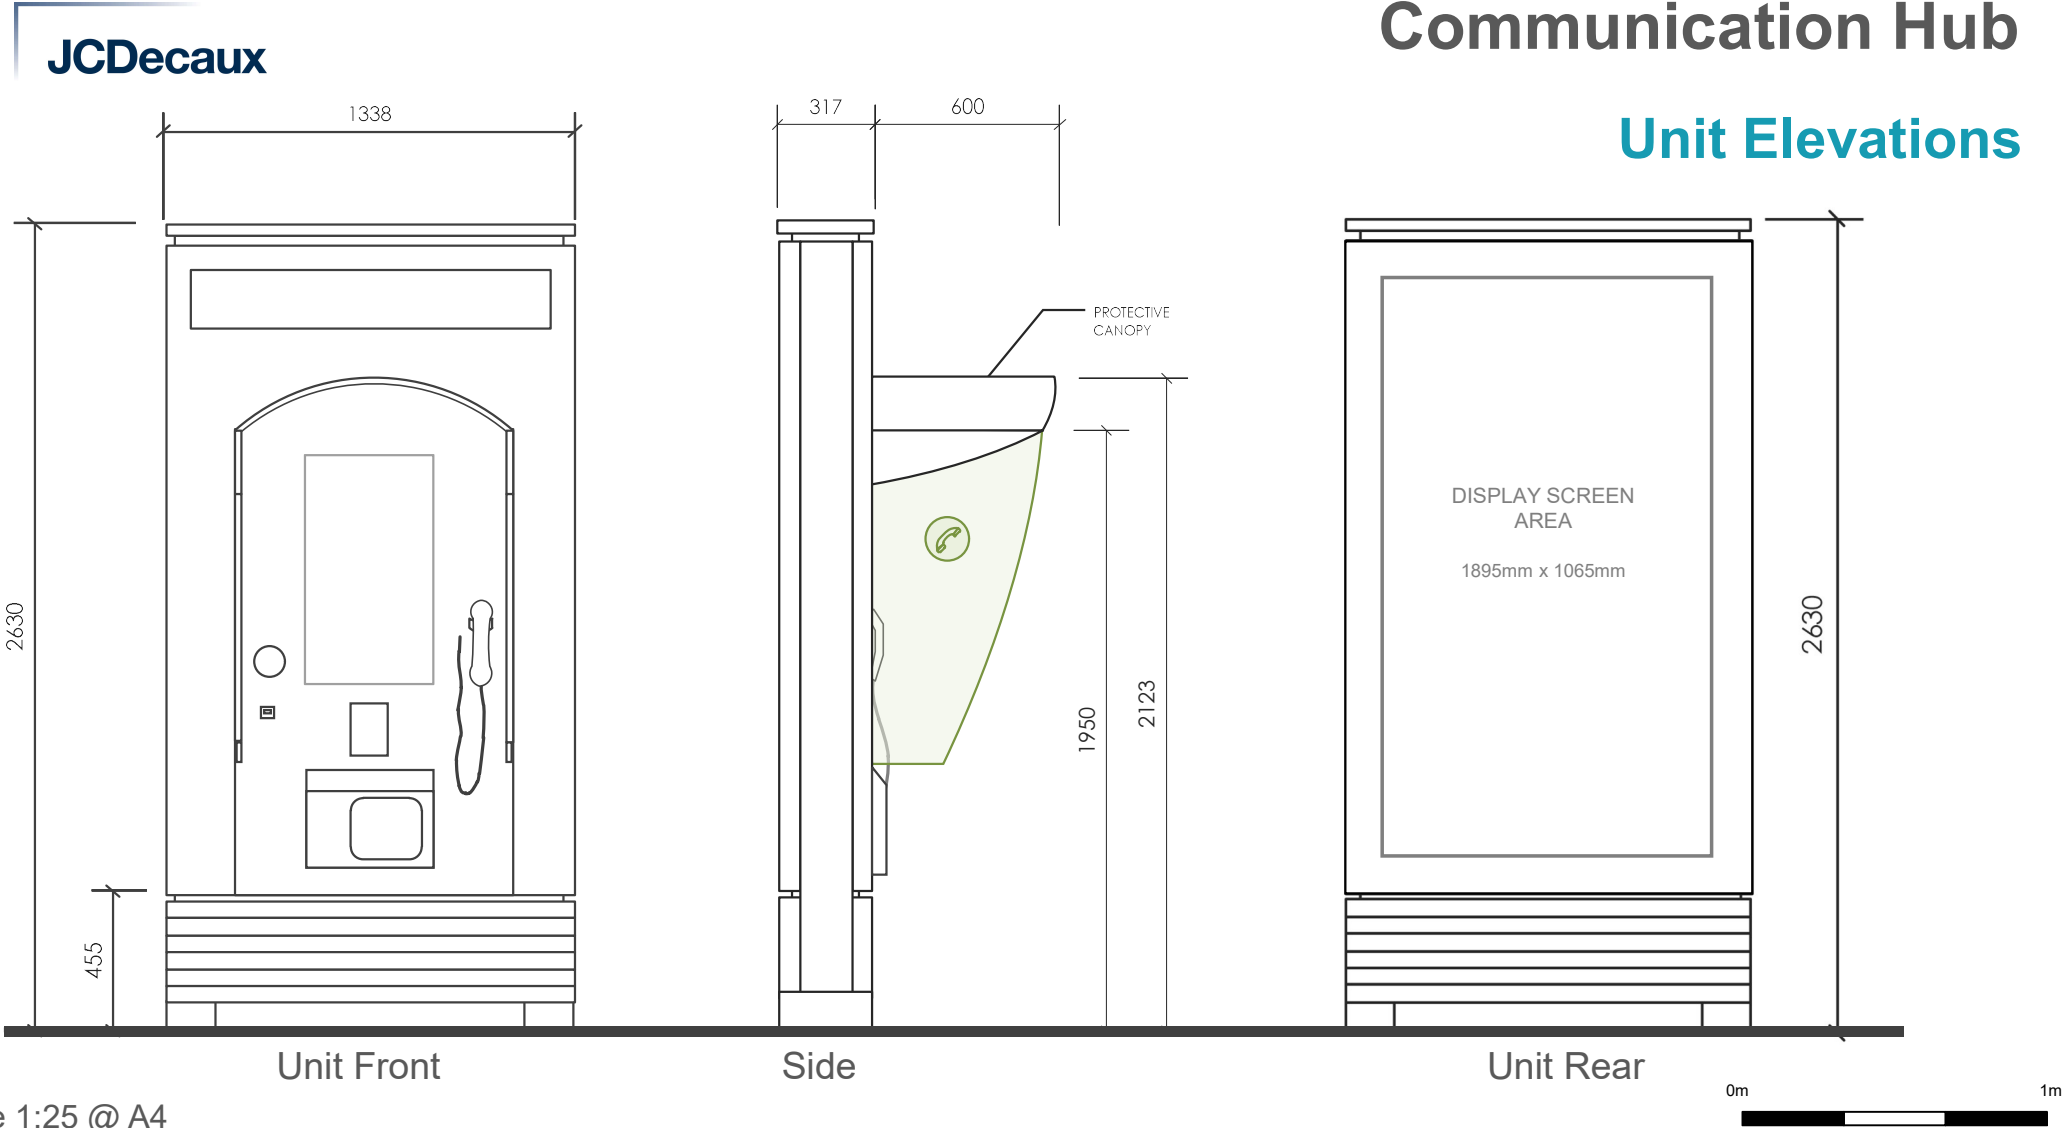 JCDecaux
Communication Hub
Unit Elevations
1338
317
600
PROTECTIVE
CANOPY
DISPLAY SCREEN
AREA
1895mm x 1065mm
2630
455
1950
2123
2630
Unit Front
Side
Unit Rear
0m
1m
e 1:25 @ A4